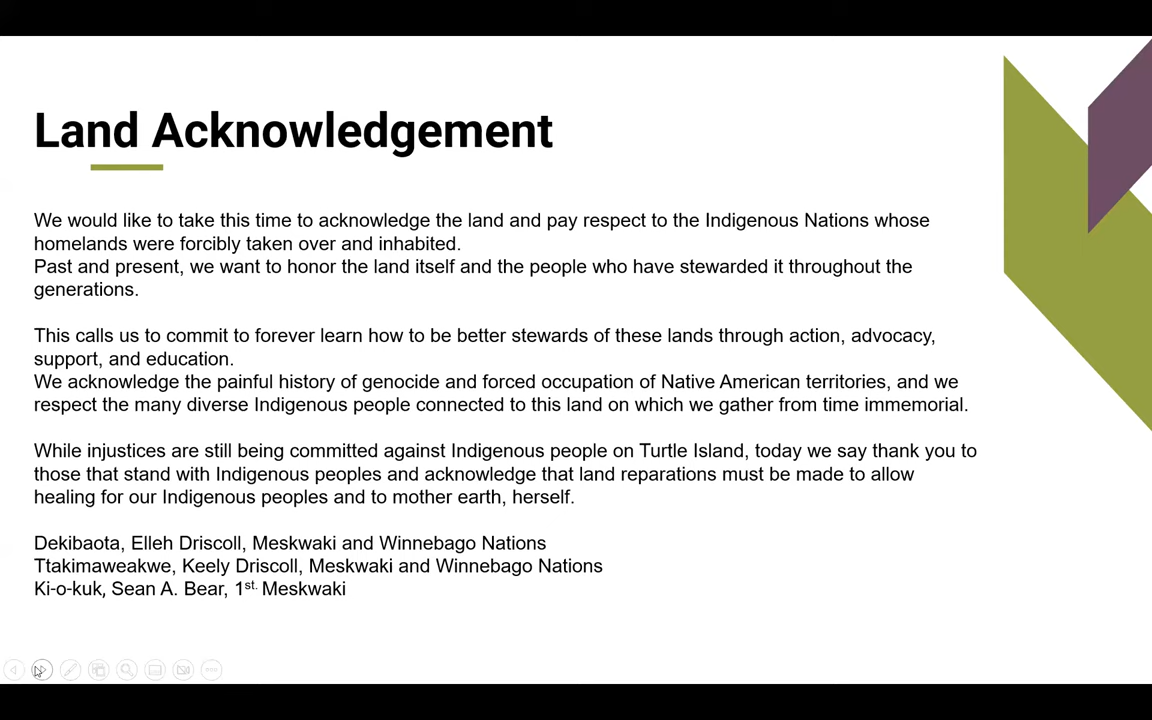 Land Acknowledgement
We would like to take this time to acknowledge the land and pay respect to the Indigenous Nations whose
homelands were forcibly taken over and inhabited.
Past and present, we want to honor the land itself and the people who have stewarded it throughout the
generations.
This calls us to commit to forever learn how to be better stewards of these lands through action, advocacy,
support, and education.
We acknowledge the painful history of genocide and forced occupation of Native American territories, and we
respect the many diverse Indigenous people connected to this land on which we gather from time immemorial.
While injustices are still being committed against Indigenous people on Turtle Island, today we say thank you to
those that stand with Indigenous peoples and acknowledge that land reparations must be made to allow
healing for our Indigenous peoples and to mother earth, herself.
Dekibaota, Elleh Driscoll, Meskwaki and Winnebago Nations
Ttakimaweakwe, Keely Driscoll, Meskwaki and Winnebago Nations
Ki-o-kuk, Sean A. Bear, 1st. Meskwaki